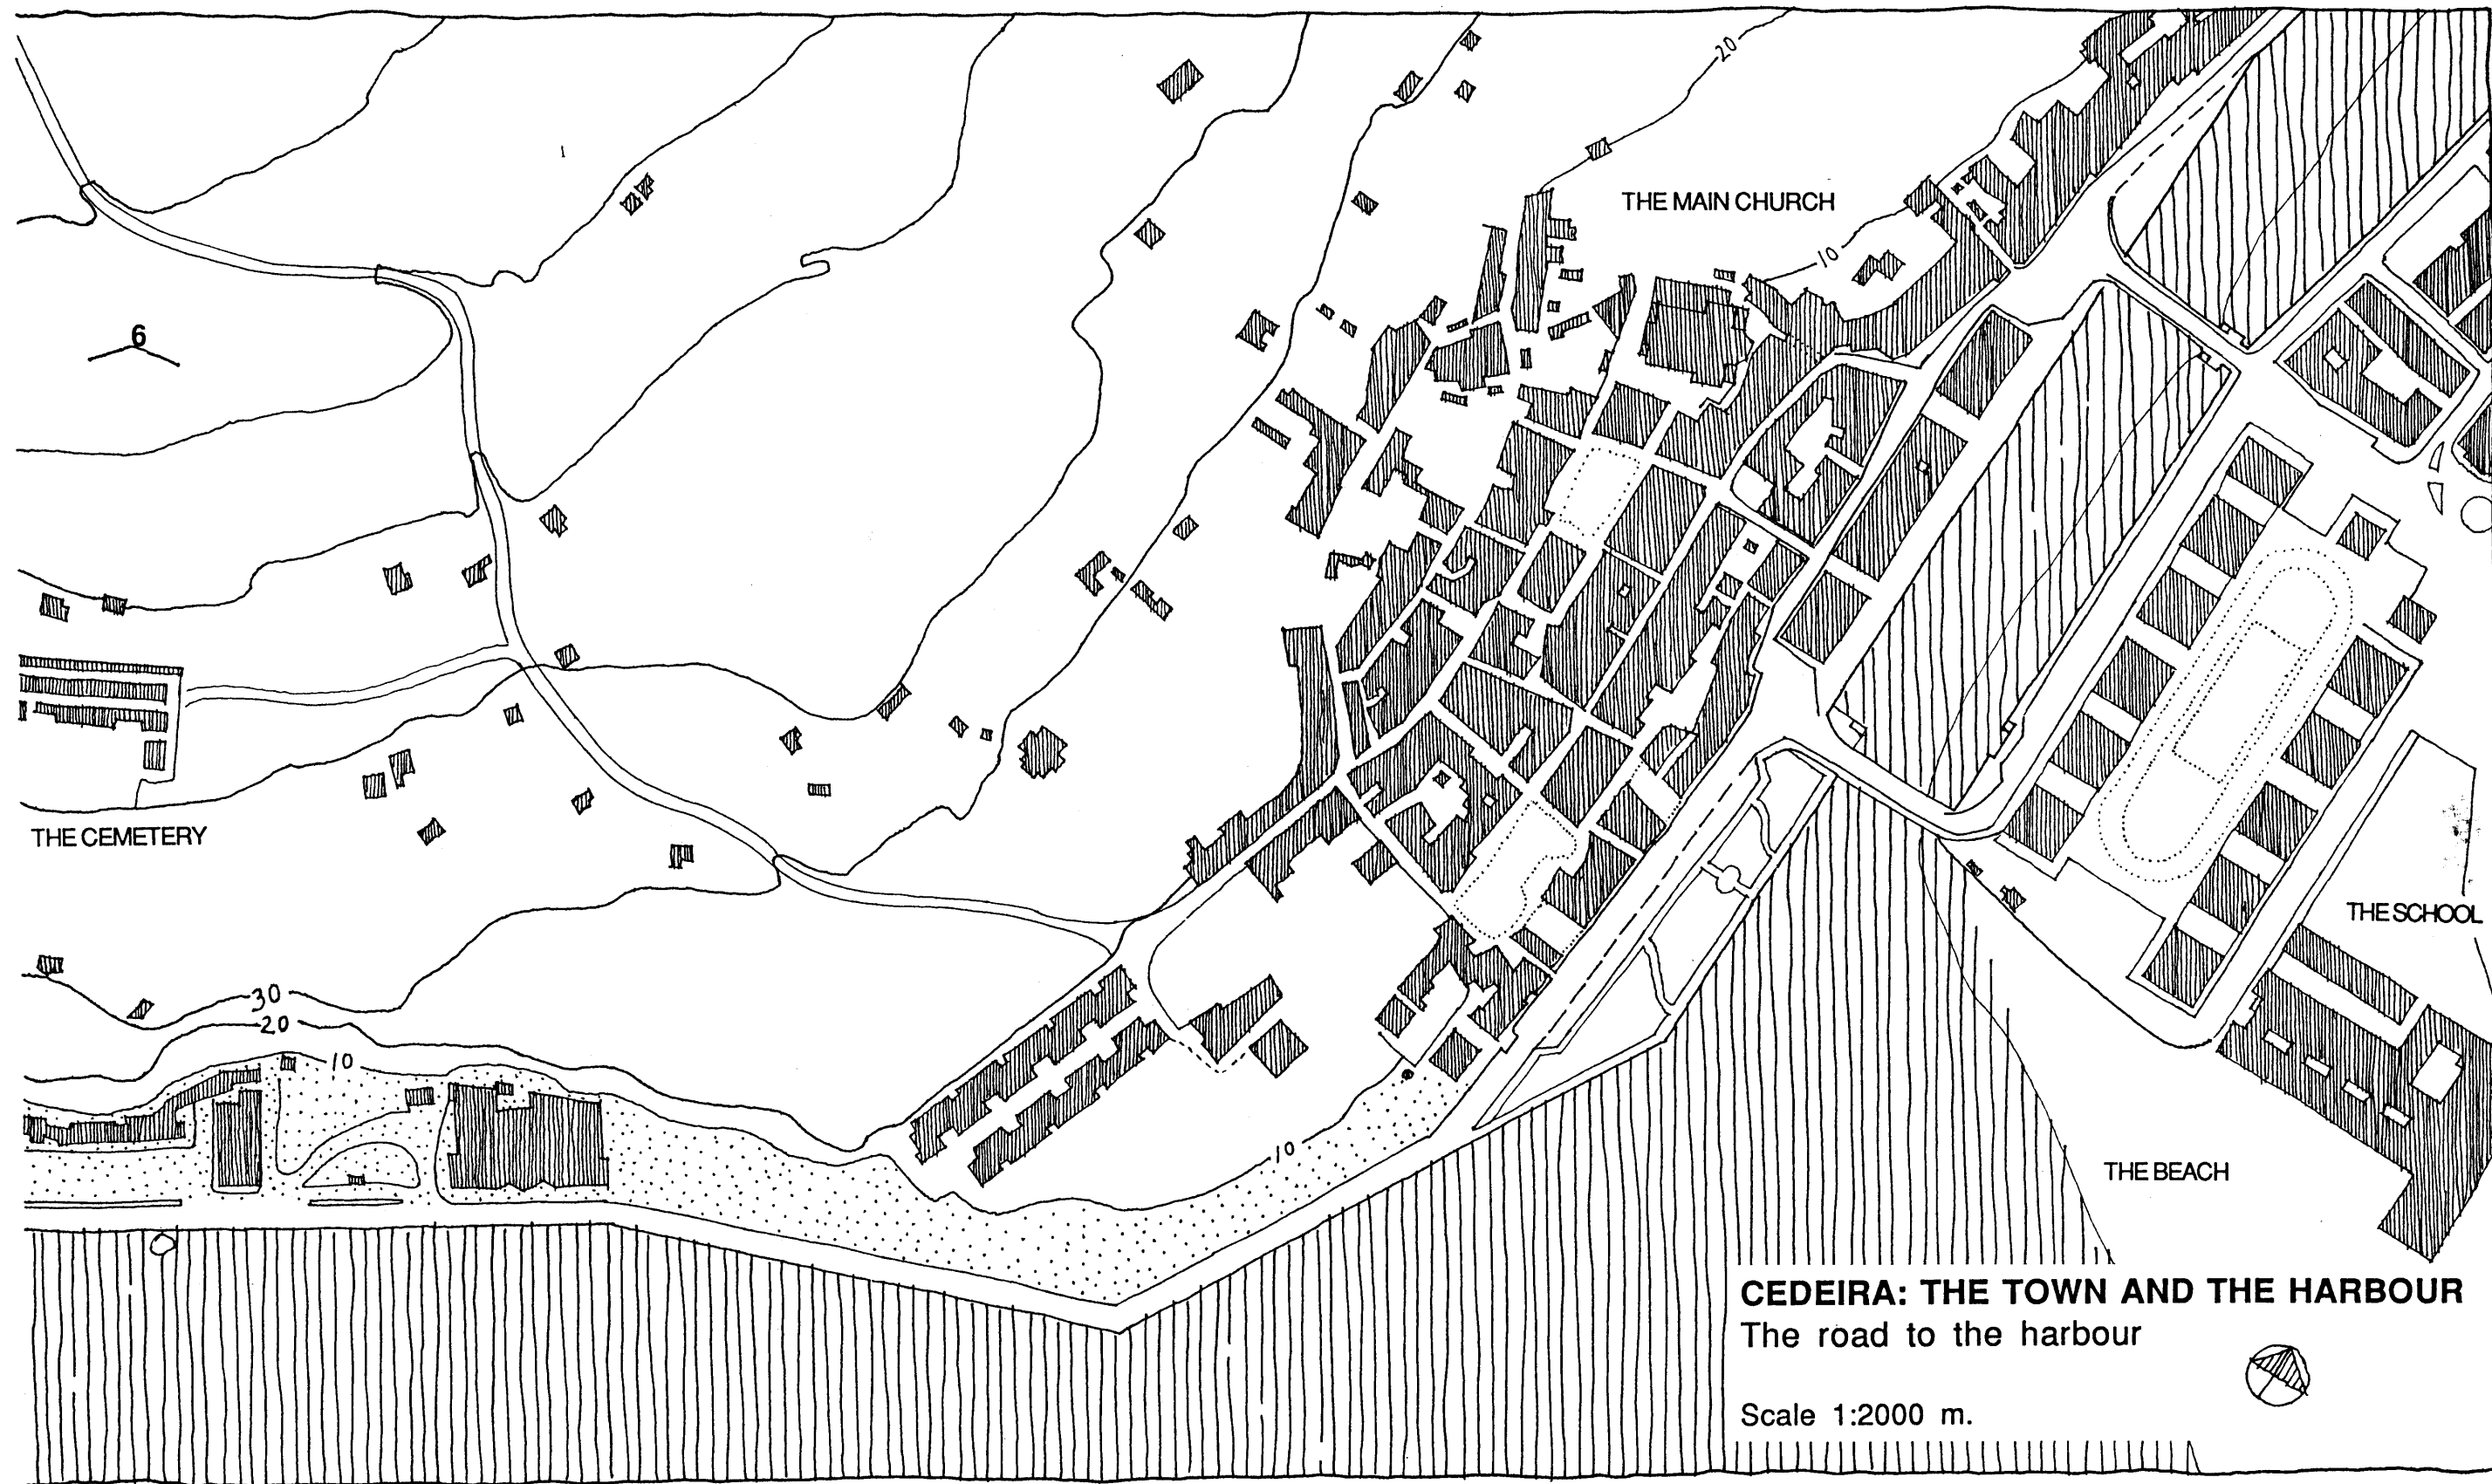 20
THE MAIN CHURCH
10
6
THE CEMETERY
THE SCHOOL
30
20
10
10
THE BEACH
CEDEIRA: THE TOWN AND THE HARBOUR
The road to the harbour
Scale 1:2000 m.